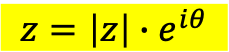 z = |z| · e^{iθ}